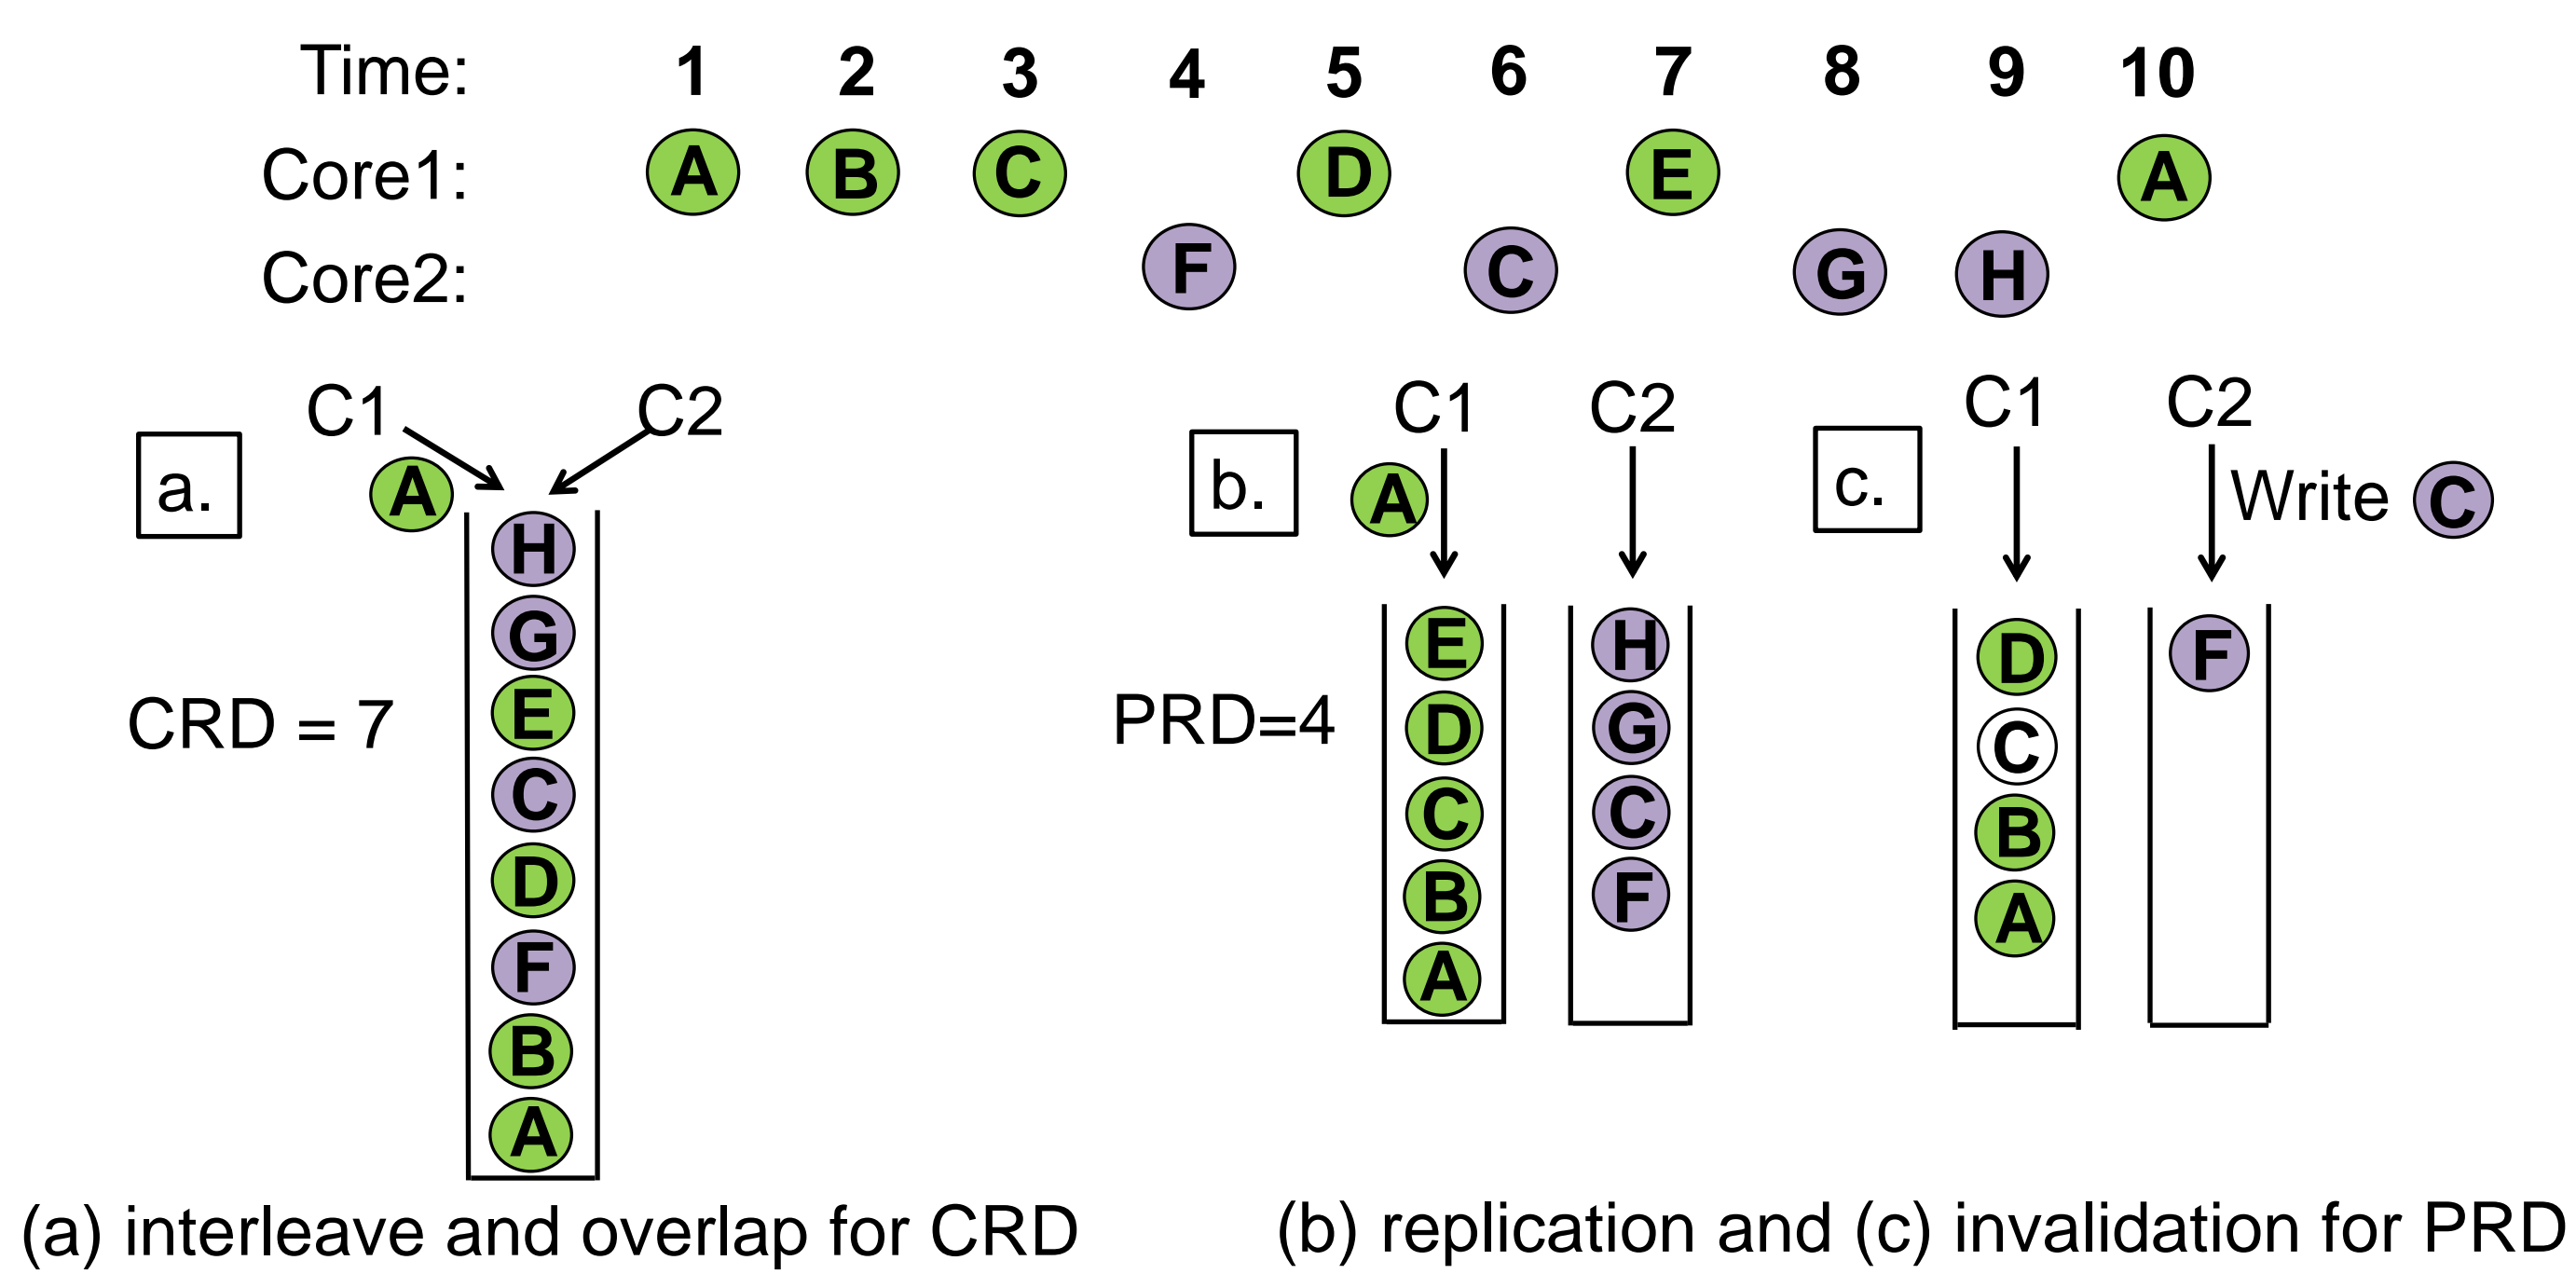 Time: 1 2 3 4 5 6 7 8 9 10
Core1: A B C D E A
Core2: F C G H
a.
C1 C2
A
H
G
E
C
D
F
B
A
CRD = 7
b.
C1 C2
A
PRD=4
E
D
C
B
A
H
G
C
F
c.
C1 C2
Write C
D
C
B
A
F
(a) interleave and overlap for CRD
(b) replication and (c) invalidation for PRD